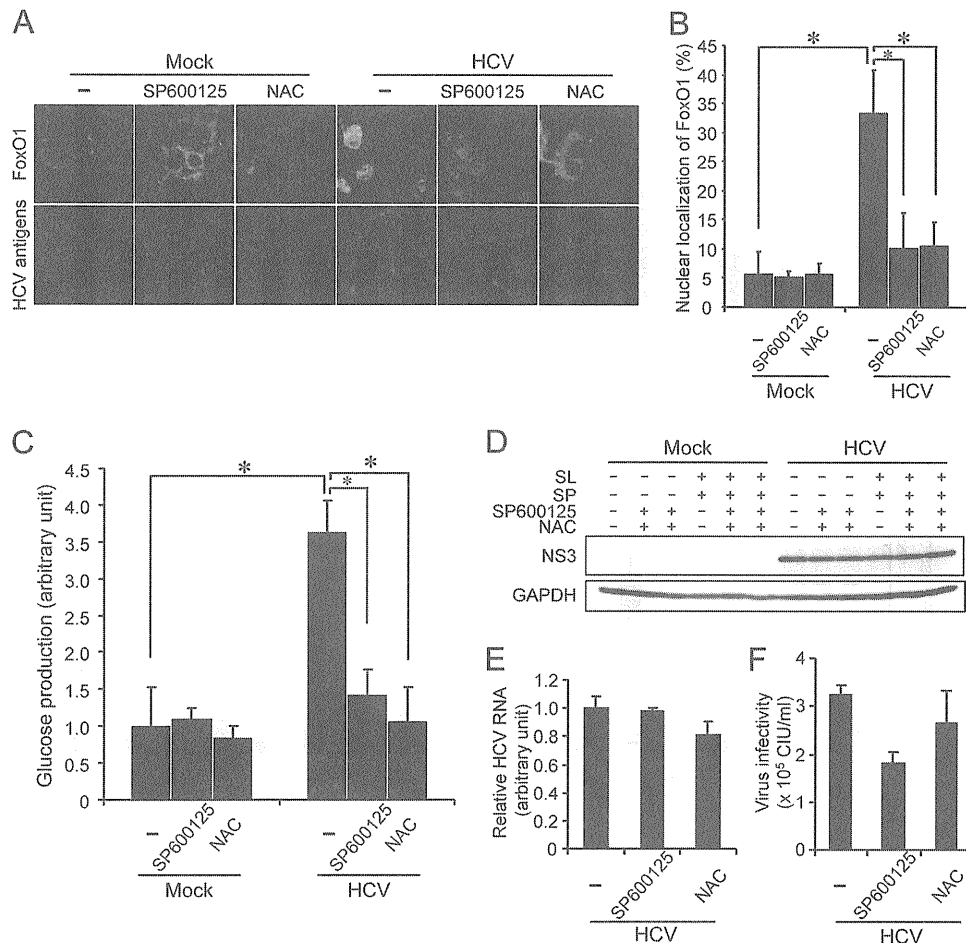 A
Mock
HCV
– SP600125 NAC – SP600125 NAC
FoxO1
HCV antigens
B
Nuclear localization of FoxO1 (%)
45
40
35
30
25
20
15
10
5
0
* * *
– SP600125 NAC – SP600125 NAC
Mock HCV
C
Glucose production (arbitrary unit)
4.5
4.0
3.5
3.0
2.5
2.0
1.5
1.0
0.5
0
* * *
– SP600125 NAC – SP600125 NAC
Mock HCV
D
Mock HCV
SL – – – + + + – – – + + +
SP – – – + + + – – – + + +
SP600125 – + – – + – – + – – + +
NAC
NS3
GAPDH
E
Relative HCV RNA
(arbitrary unit)
1.2
1.0
0.8
0.6
0.4
0.2
0
– SP600125 NAC
HCV
F
Virus infectivity
(x 10⁵ CIU/ml)
4
3
2
1
0
– SP600125 NAC
HCV